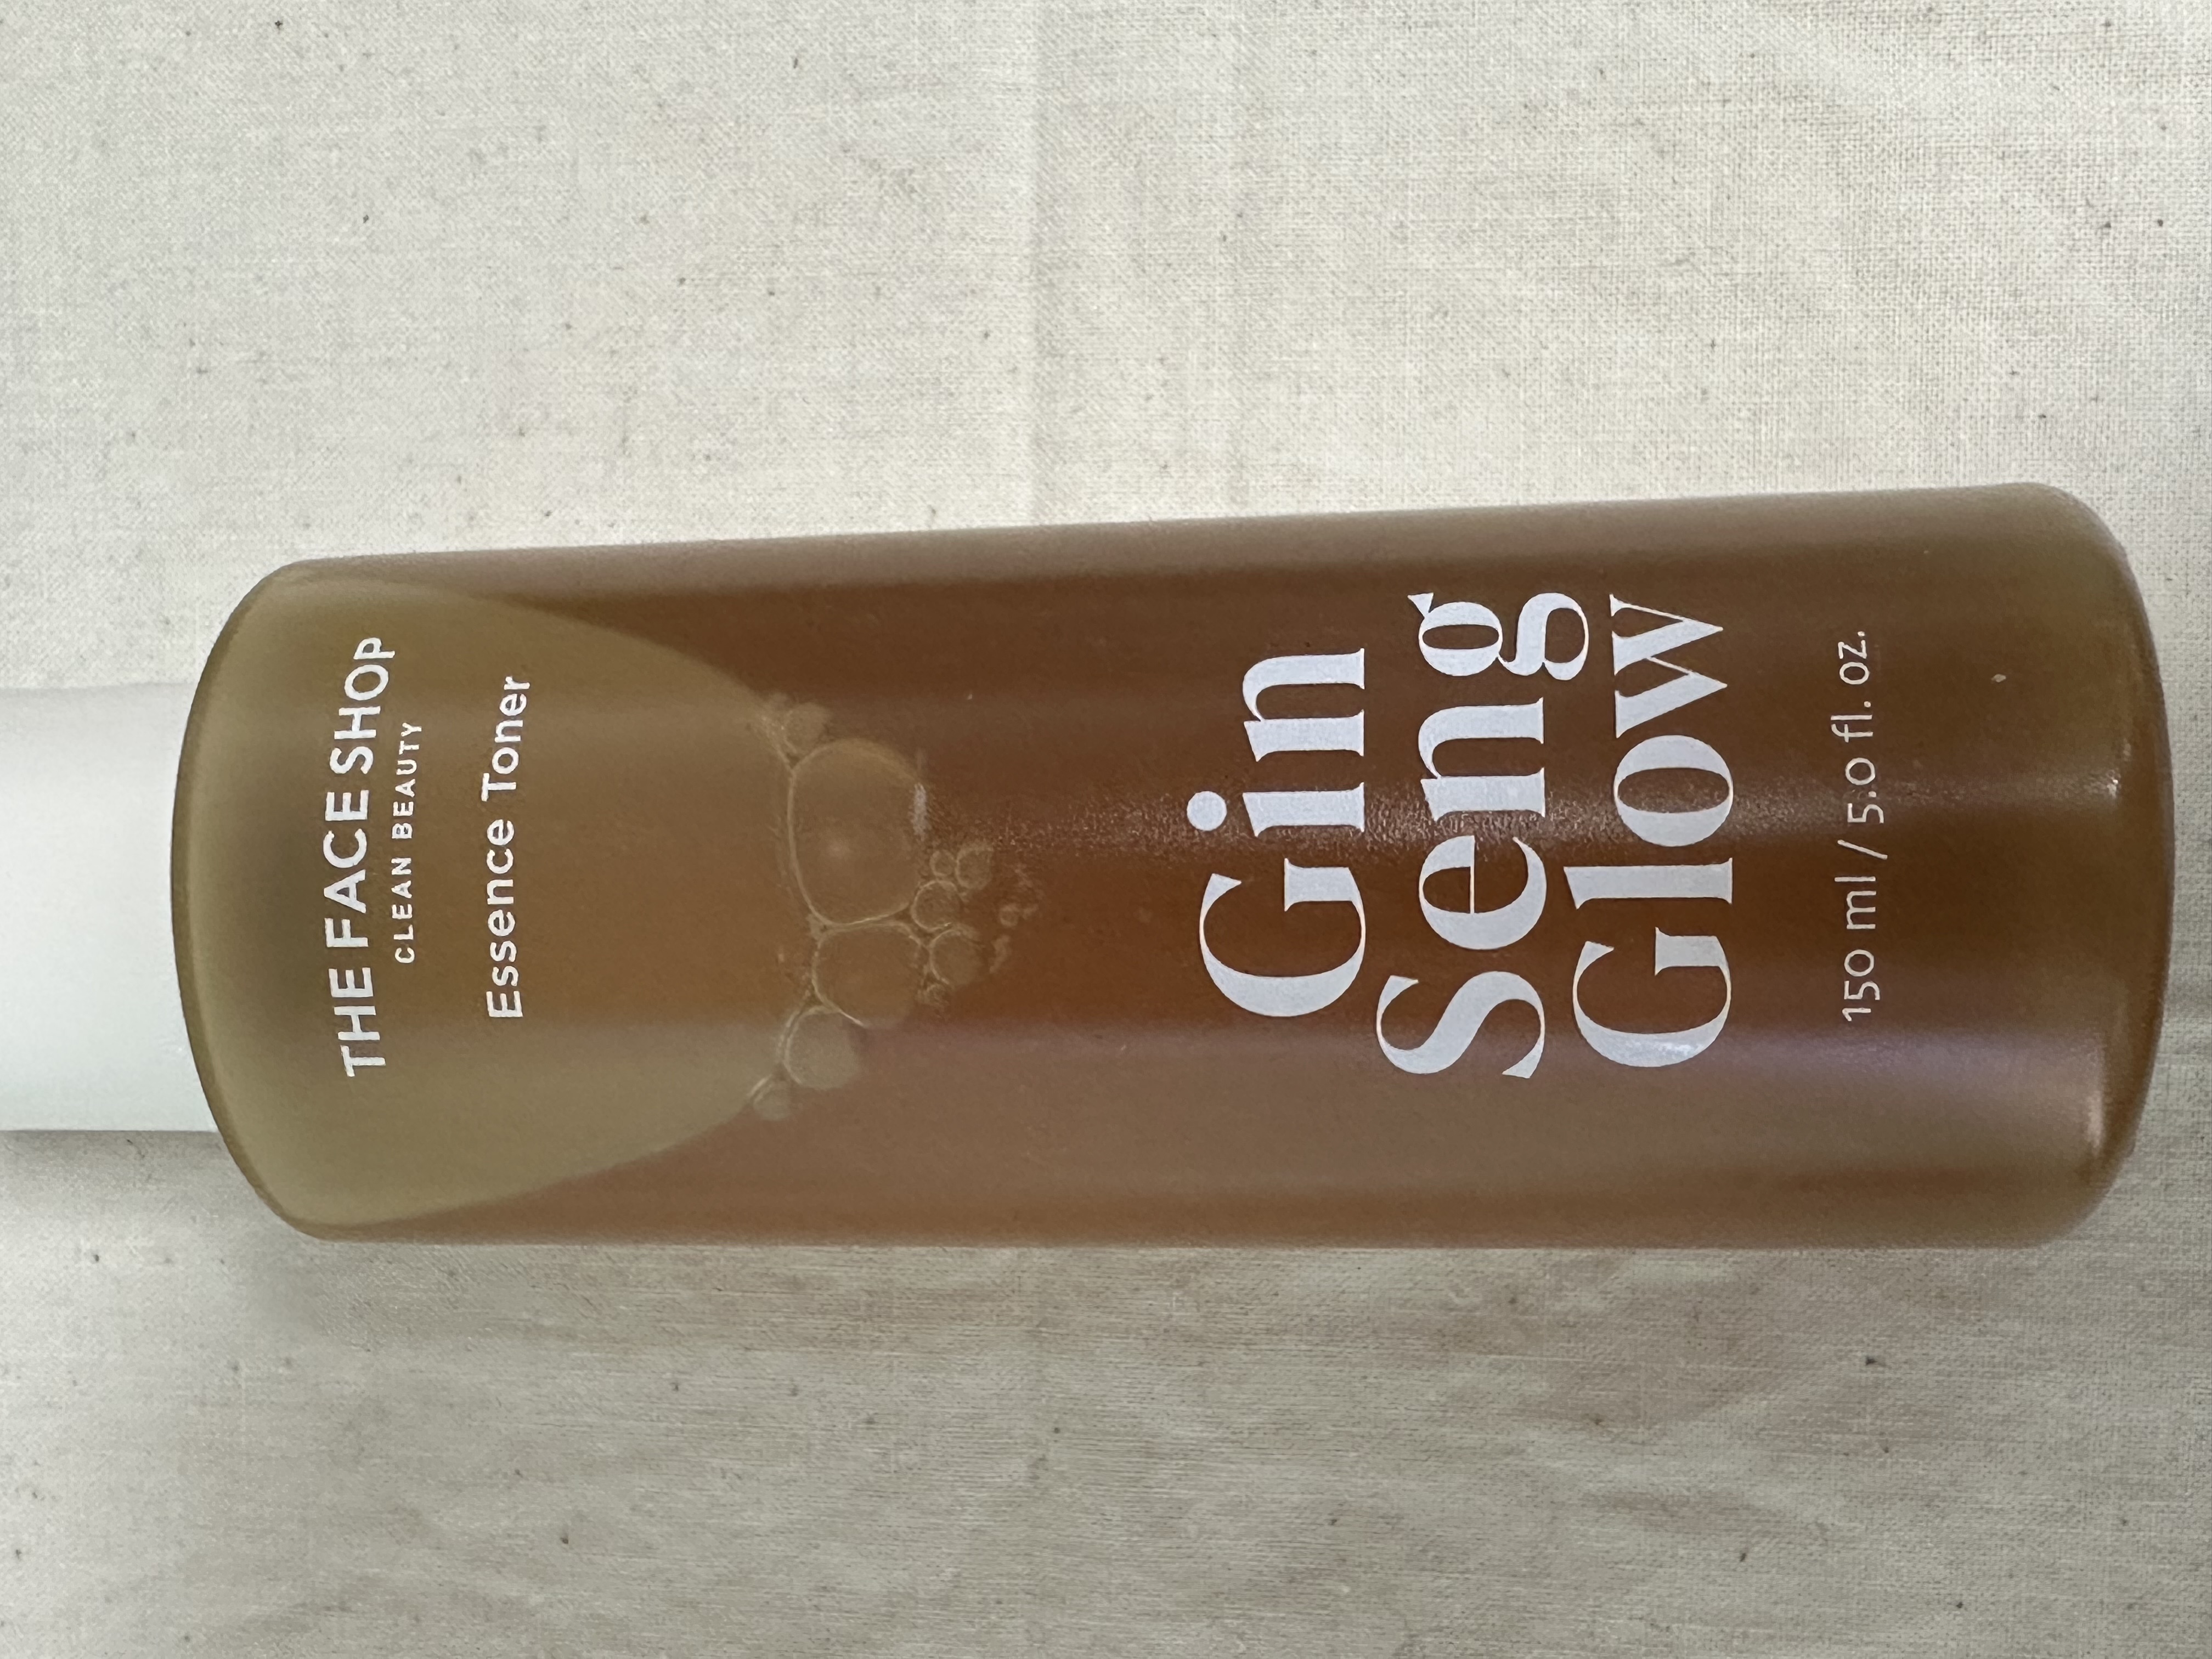 THE FACE SHOP
CLEAN BEAUTY
Essence Toner
Gin
Seng
Glow
150 ml / 5.0 fl. oz.